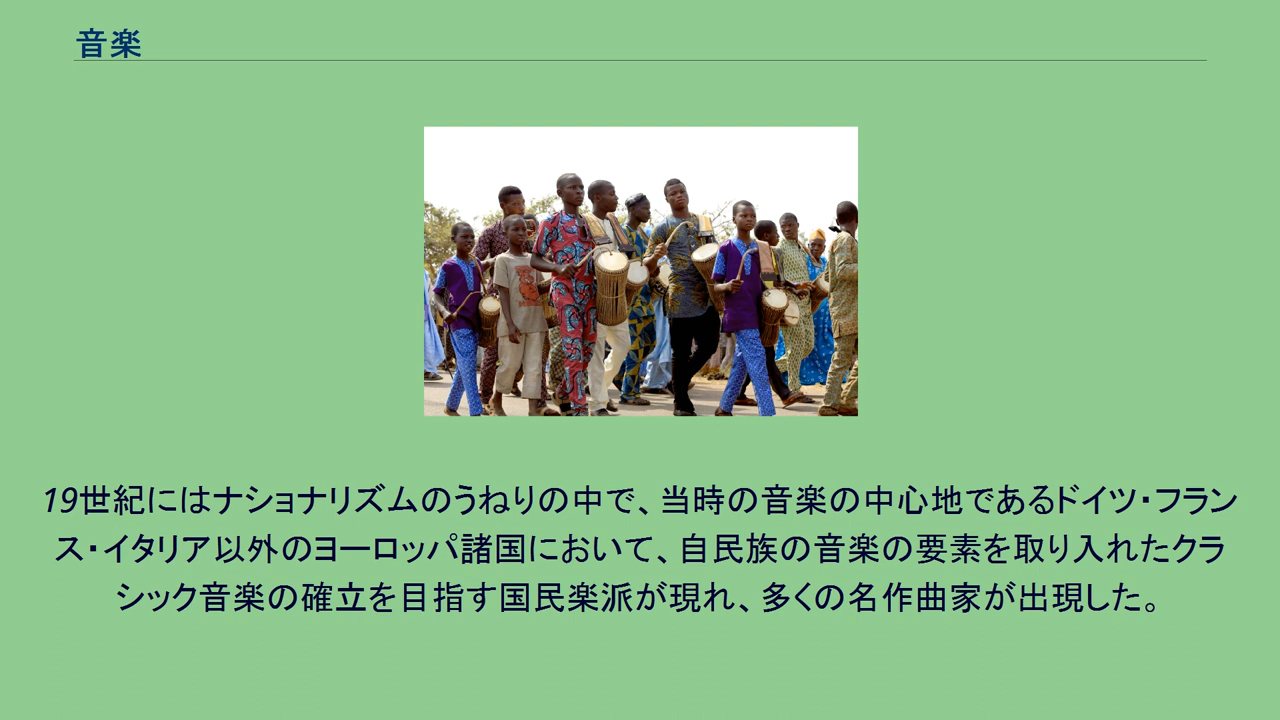 音楽
19世紀にはナショナリズムのうねりの中で、当時の音楽の中心地であるドイツ・フラン
ス・イタリア以外のヨーロッパ諸国において、自民族の音楽の要素を取り入れたクラ
シック音楽の確立を目指す国民楽派が現れ、多くの名作曲家が出現した。